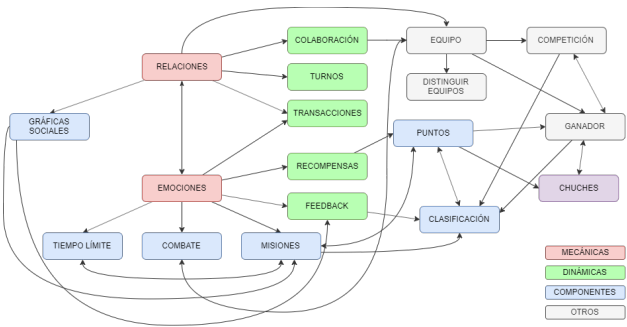 COLABORACIÓN
EQUIPO
COMPETICIÓN
RELACIONES
TURNOS
DISTINGUIR
EQUIPOS
GRÁFICAS
SOCIALES
TRANSACCIONES
PUNTOS
GANADOR
RECOMPENSAS
EMOCIONES
CHUCHES
FEEDBACK
CLASIFICACIÓN
TIEMPO LÍMITE
COMBATE
MISIONES
MECÁNICAS
DINÁMICAS
COMPONENTES
OTROS